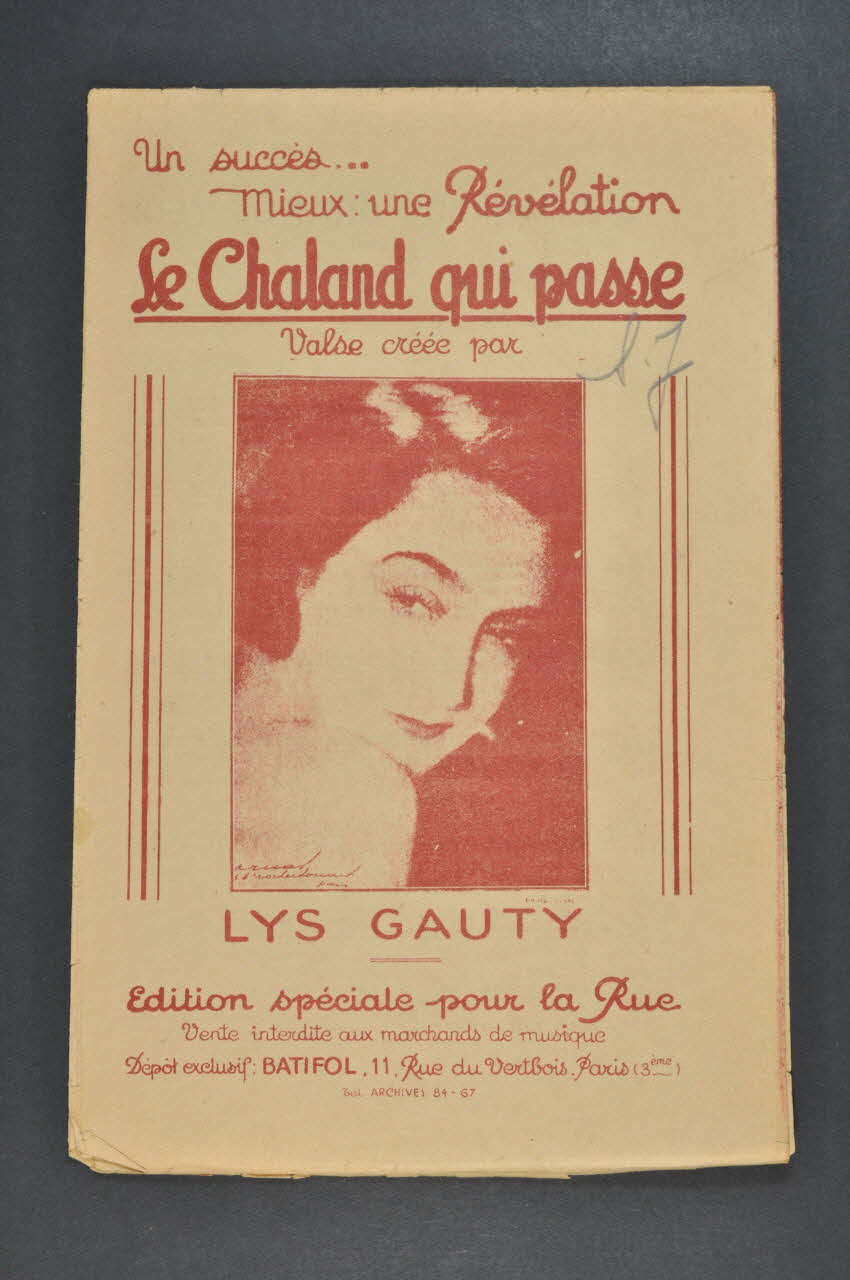 Un succès...
Mieux: une Révélation
Le Chaland qui passe
Valse créée par
LYS GAUTY
Edition spéciale pour la Rue
Vente interdite aux marchands de musique
Dépôt exclusif: BATIFOL, 11, Rue du Vertbois. Paris (3ème)
Tél. ARCHIVES 84-67